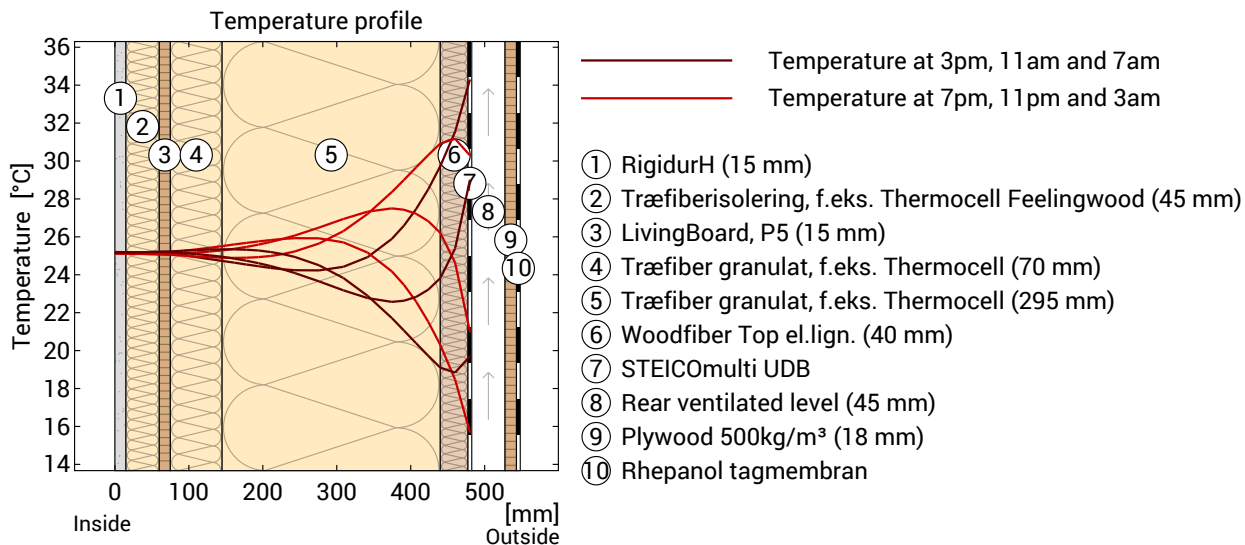 Temperature profile
36
34
32
30
28
26
24
22
20
18
16
14
Temperature [°C]
1
2
3
4
5
6
7
8
9
10
0
100
200
300
400
500
[mm]
Inside
Outside
Temperature at 3pm, 11am and 7am
Temperature at 7pm, 11pm and 3am
1 RigidurH (15 mm)
2 Træfiberisolering, f.eks. Thermocell Feelingwood (45 mm)
3 LivingBoard, P5 (15 mm)
4 Træfiber granulat, f.eks. Thermocell (70 mm)
5 Træfiber granulat, f.eks. Thermocell (295 mm)
6 Woodfiber Top el.lign. (40 mm)
7 STEICOmulti UDB
8 Rear ventilated level (45 mm)
9 Plywood 500kg/m³ (18 mm)
10 Rhepanol tagmembran